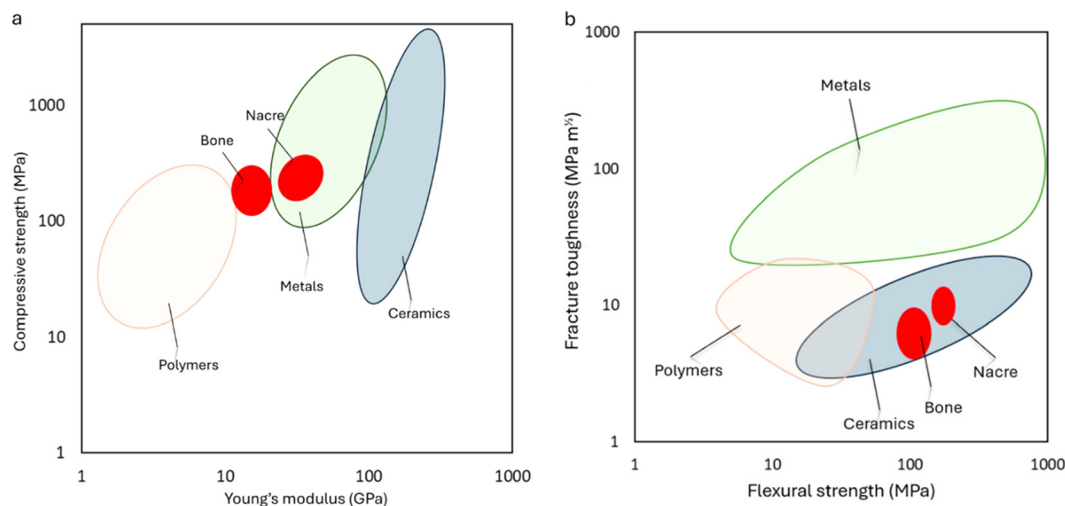 a
Compressive strength (MPa)
1000
100
10
1
1
10
100
1000
Young's modulus (GPa)
Bone
Nacre
Metals
Ceramics
Polymers
b
Fracture toughness (MPa m½)
1000
100
10
1
1
10
100
1000
Flexural strength (MPa)
Metals
Polymers
Ceramics
Bone
Nacre